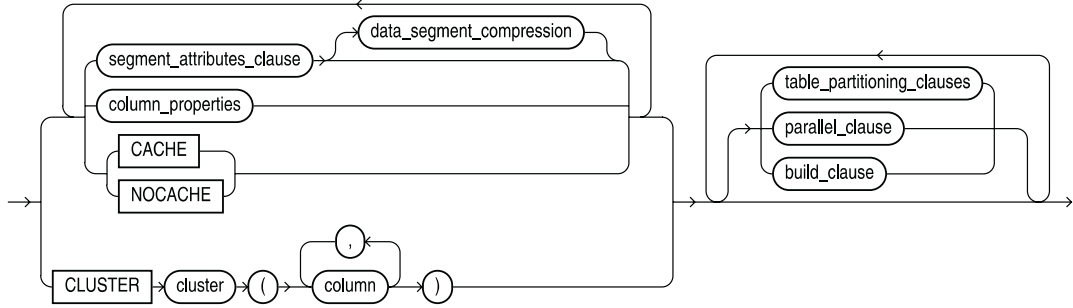 data_segment_compression
segment_attributes_clause
column_properties
CACHE
NOCACHE
CLUSTER cluster ( column , )
table_partitioning_clauses
parallel_clause
build_clause